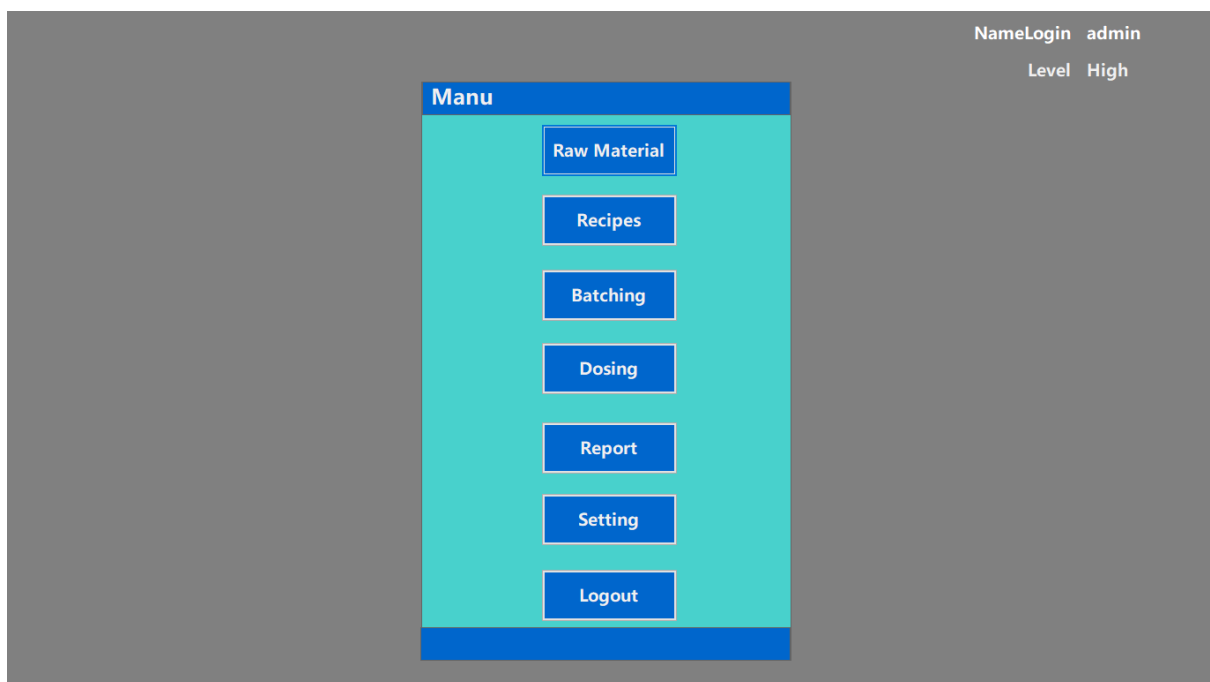 NameLogin admin
Level High
Manu
Raw Material
Recipes
Batching
Dosing
Report
Setting
Logout